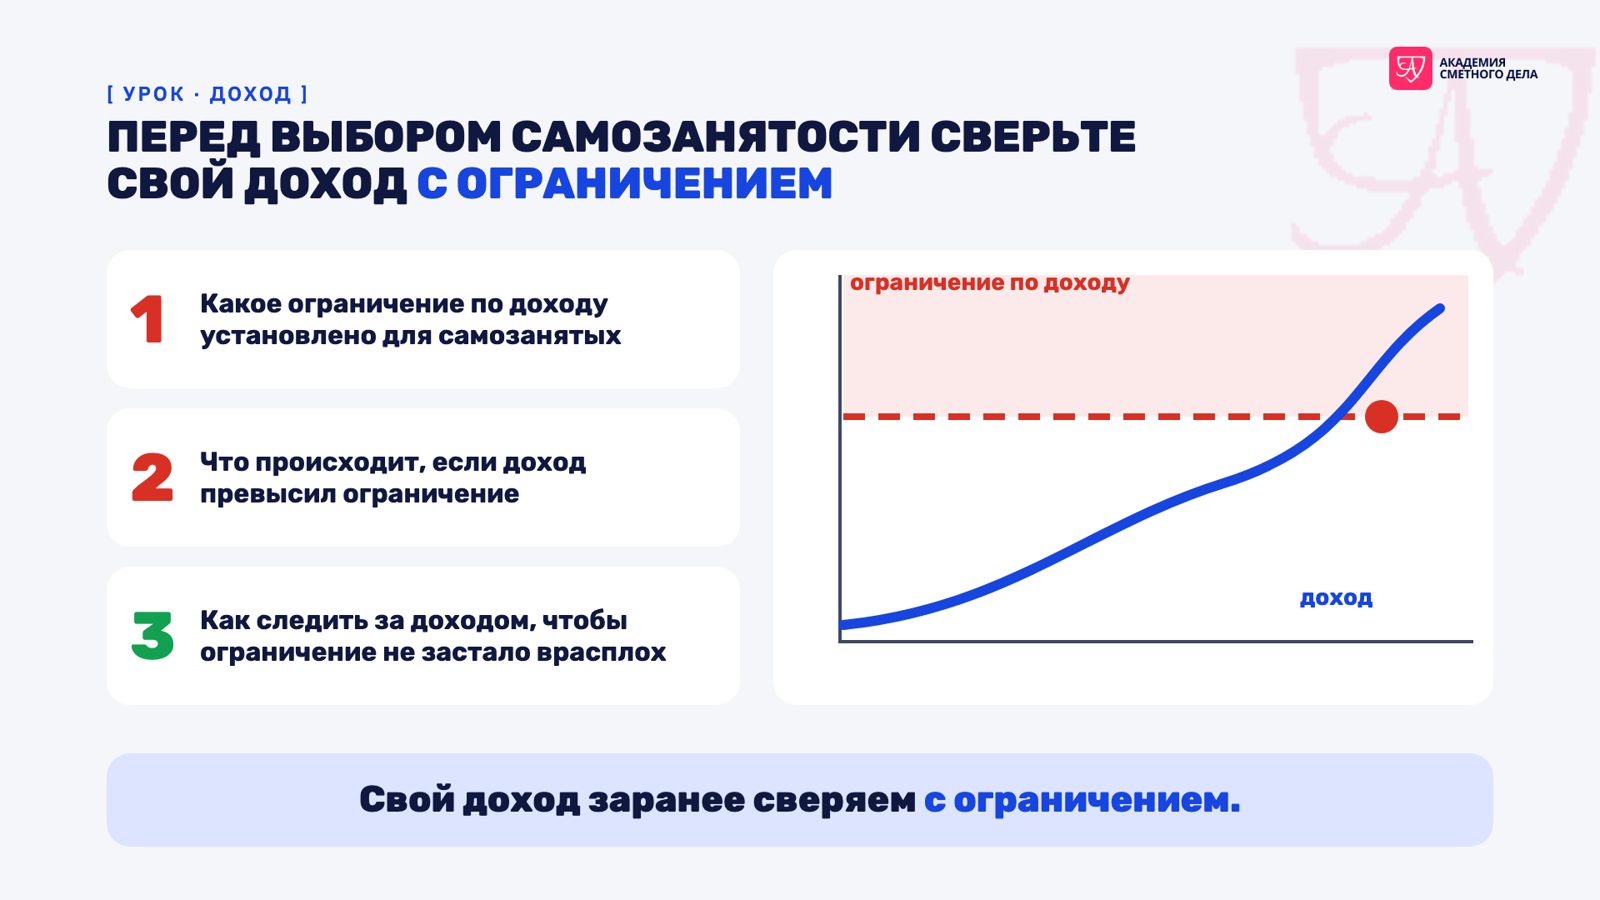 [ УРОК · ДОХОД ]
АКАДЕМИЯ
СМЕТНОГО ДЕЛА
ПЕРЕД ВЫБОРОМ САМОЗАНЯТОСТИ СВЕРЬТЕ
СВОЙ ДОХОД С ОГРАНИЧЕНИЕМ
1
Какое ограничение по доходу
установлено для самозанятых
2
Что происходит, если доход
превысил ограничение
3
Как следить за доходом, чтобы
ограничение не застало врасплох
ограничение по доходу
доход
Свой доход заранее сверяем с ограничением.